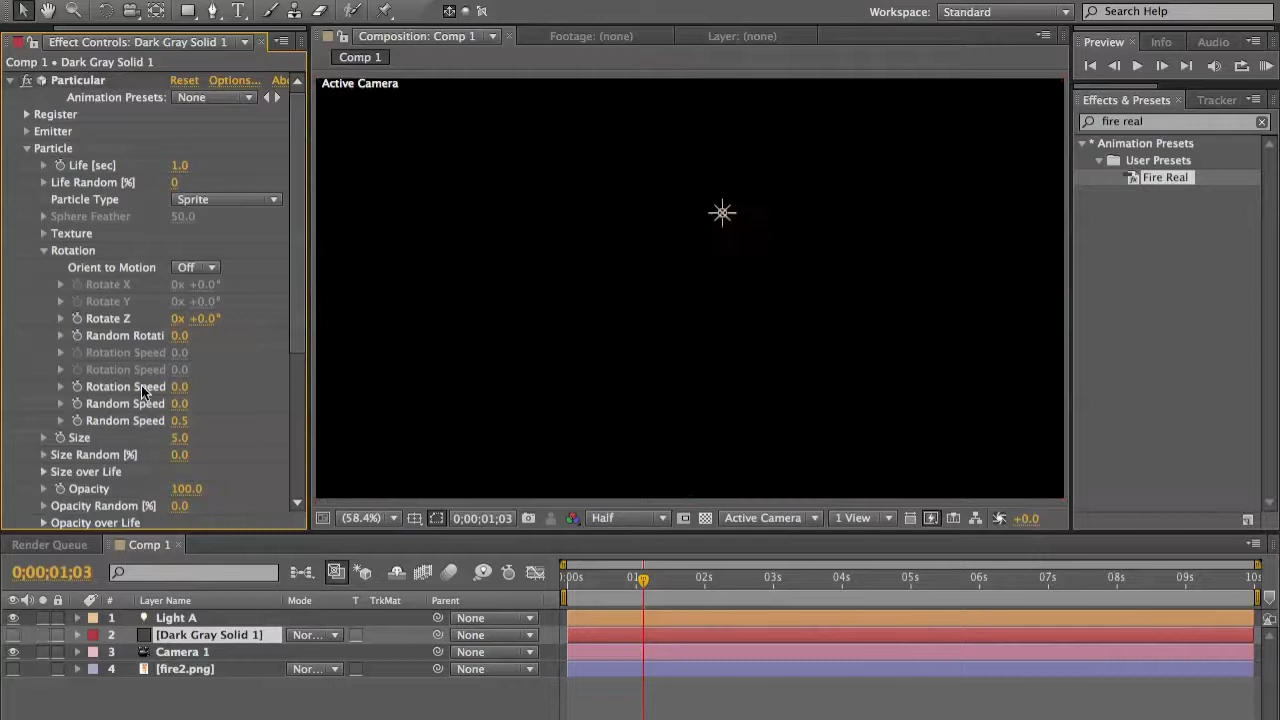 Workspace: Standard
Search Help
Effect Controls: Dark Gray Solid 1
Comp 1 • Dark Gray Solid 1
Particular Reset Options... Abo
Animation Presets: None
Register
Emitter
Particle
Life [sec] 1.0
Life Random [%] 0
Particle Type Sprite
Sphere Feather 50.0
Texture
Rotation
Orient to Motion Off
Rotate X 0x +0.0°
Rotate Y 0x +0.0°
Rotate Z 0x +0.0°
Random Rotati 0.0
Rotation Speed 0.0
Rotation Speed 0.0
Rotation Speed 0.0
Random Speed 0.0
Random Speed 0.5
Size 5.0
Size Random [%] 0.0
Size over Life
Opacity 100.0
Opacity Random [%] 0.0
Opacity over Life
Composition: Comp 1
Footage: (none)
Layer: (none)
Comp 1
Active Camera
(58.4%) 0;00;01;03 Half Active Camera 1 View +0.0
Preview Info Audio
Effects & Presets Tracker
fire real
* Animation Presets
User Presets
Fire Real
Render Queue Comp 1
0;00;01;03
# Layer Name Mode T TrkMat Parent
1 Light A None
2 [Dark Gray Solid 1] Nor... None
3 Camera 1 None
4 [fire2.png] Nor... None
):00s 01 02s 03s 04s 05s 06s 07s 08s 09s 10s